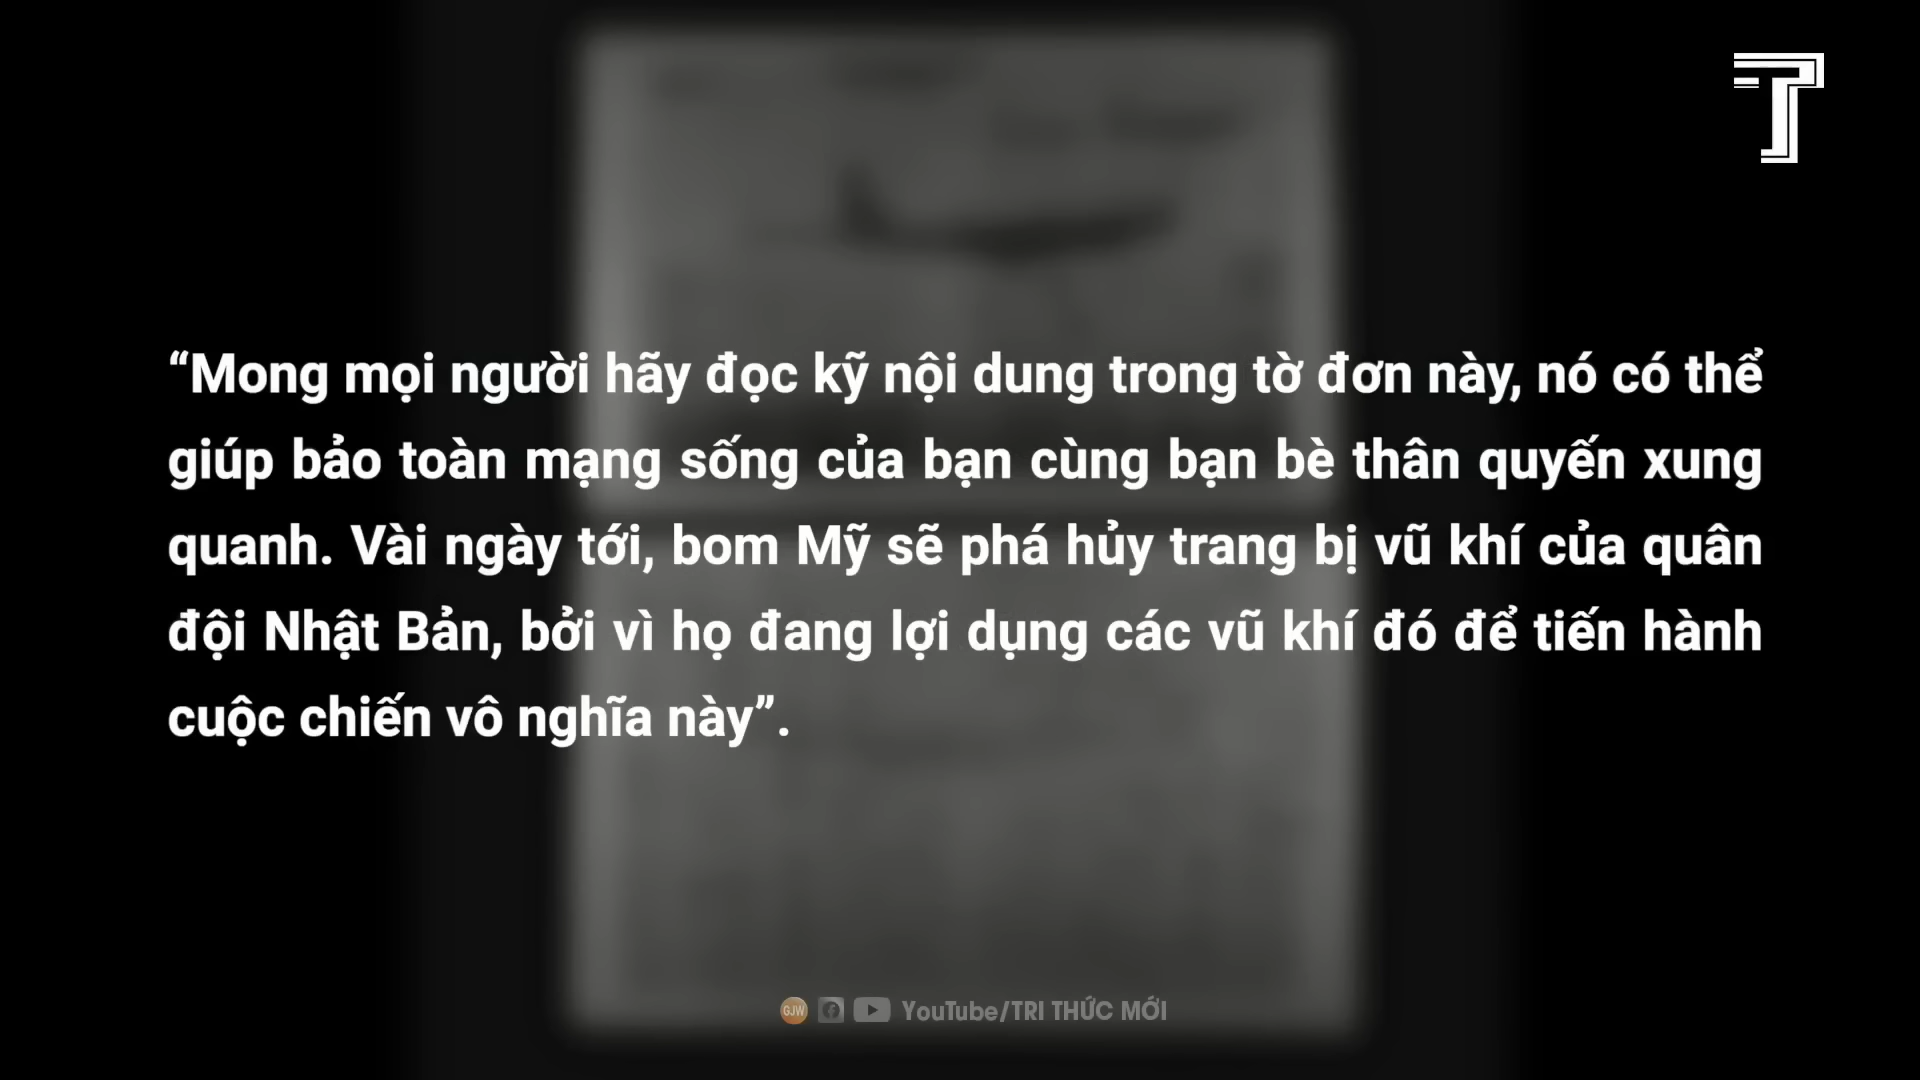 “Mong mọi người hãy đọc kỹ nội dung trong tờ đơn này, nó có thể
giúp bảo toàn mạng sống của bạn cùng bạn bè thân quyến xung
quanh. Vài ngày tới, bom Mỹ sẽ phá hủy trang bị vũ khí của quân
đội Nhật Bản, bởi vì họ đang lợi dụng các vũ khí đó để tiến hành
cuộc chiến vô nghĩa này”.
GJW YouTube/TRI THỨC MỚI